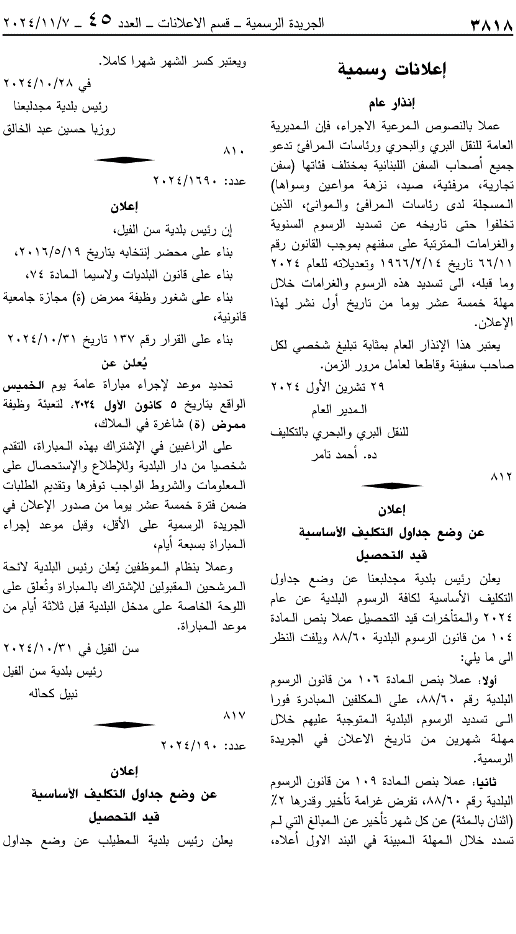 ٣٨١٨
الجريدة الرسمية ــ قسم الاعلانات ــ العدد ٤٥ ــ ٢٠٢٤/١١/٧
إعلانات رسمية
إنذار عام
عملا بالنصوص المرعية الاجراء، فإن المديرية
العامة للنقل البري والبحري ورئاسات المرافئ تدعو
جميع أصحاب السفن اللبنانية بمختلف فئاتها (سفن
تجارية، مرفئية، صيد، نزهة مواعين وسواها)
المسجلة لدى رئاسات المرافئ والموانئ، الذين
تخلفوا حتى تاريخه عن تسديد الرسوم السنوية
والغرامات المترتبة على سفنهم بموجب القانون رقم
٦٦/١١ تاريخ ١٩٦٦/٢/١٤ وتعديلاته للعام ٢٠٢٤
وما قبله، الى تسديد هذه الرسوم والغرامات خلال
مهلة خمسة عشر يوما من تاريخ أول نشر لهذا
الإعلان.
يعتبر هذا الإنذار العام بمثابة تبليغ شخصي لكل
صاحب سفينة وقاطعا لعامل مرور الزمن.
٢٩ تشرين الأول ٢٠٢٤
المدير العام
للنقل البري والبحري بالتكليف
ده. أحمد تامر
٨١٢
إعلان
عن وضع جداول التكليف الأساسية
قيد التحصيل
يعلن رئيس بلدية مجدلبعنا عن وضع جداول
التكليف الأساسية لكافة الرسوم البلدية عن عام
٢٠٢٤ والمتأخرات قيد التحصيل عملا بنص المادة
١٠٤ من قانون الرسوم البلدية ٨٨/٦٠ ويلفت النظر
الى ما يلي:
أولا: عملا بنص المادة ١٠٦ من قانون الرسوم
البلدية رقم ٨٨/٦٠، على المكلفين المبادرة فورا
الى تسديد الرسوم البلدية المتوجبة عليهم خلال
مهلة شهرين من تاريخ الاعلان في الجريدة
الرسمية.
ثانيا: عملا بنص المادة ١٠٩ من قانون الرسوم
البلدية رقم ٨٨/٦٠، تفرض غرامة تأخير وقدرها ٢٪
(اثنان بالمئة) عن كل شهر تأخير عن المبالغ التي لم
تسدد خلال المهلة المبينة في البند الاول أعلاه،
ويعتبر كسر الشهر شهرا كاملا.
في ٢٠٢٤/١٠/٢٨
رئيس بلدية مجدلبعنا
روزبا حسين عبد الخالق
٨١٠
عدد: ٢٠٢٤/١٦٩٠
إعلان
إن رئيس بلدية سن الفيل،
بناء على محضر إنتخابه بتاريخ ٢٠١٦/٥/١٩،
بناء على قانون البلديات ولاسيما المادة ٧٤،
بناء على شغور وظيفة ممرض (ة) مجازة جامعية
قانونية،
بناء على القرار رقم ١٣٧ تاريخ ٢٠٢٤/١٠/٣١
يُعلن عن
تحديد موعد لإجراء مباراة عامة يوم الخميس
الواقع بتاريخ ٥ كانون الأول ٢٠٢٤، لتعبئة وظيفة
ممرض (ة) شاغرة في الملاك،
على الراغبين في الإشتراك بهذه المباراة، التقدم
شخصيا من دار البلدية وللإطلاع والإستحصال على
المعلومات والشروط الواجب توفرها وتقديم الطلبات
ضمن فترة خمسة عشر يوما من صدور الإعلان في
الجريدة الرسمية على الأقل، وقبل موعد إجراء
المباراة بسبعة أيام،
وعملا بنظام الموظفين يُعلن رئيس البلدية لائحة
المرشحين المقبولين للإشتراك بالمباراة وتُعلق على
اللوحة الخاصة على مدخل البلدية قبل ثلاثة أيام من
موعد المباراة.
سن الفيل في ٢٠٢٤/١٠/٣١
رئيس بلدية سن الفيل
نبيل كحاله
٨١٧
عدد: ٢٠٢٤/١٩٠
إعلان
عن وضع جداول التكليف الأساسية
قيد التحصيل
يعلن رئيس بلدية المطيلب عن وضع جداول